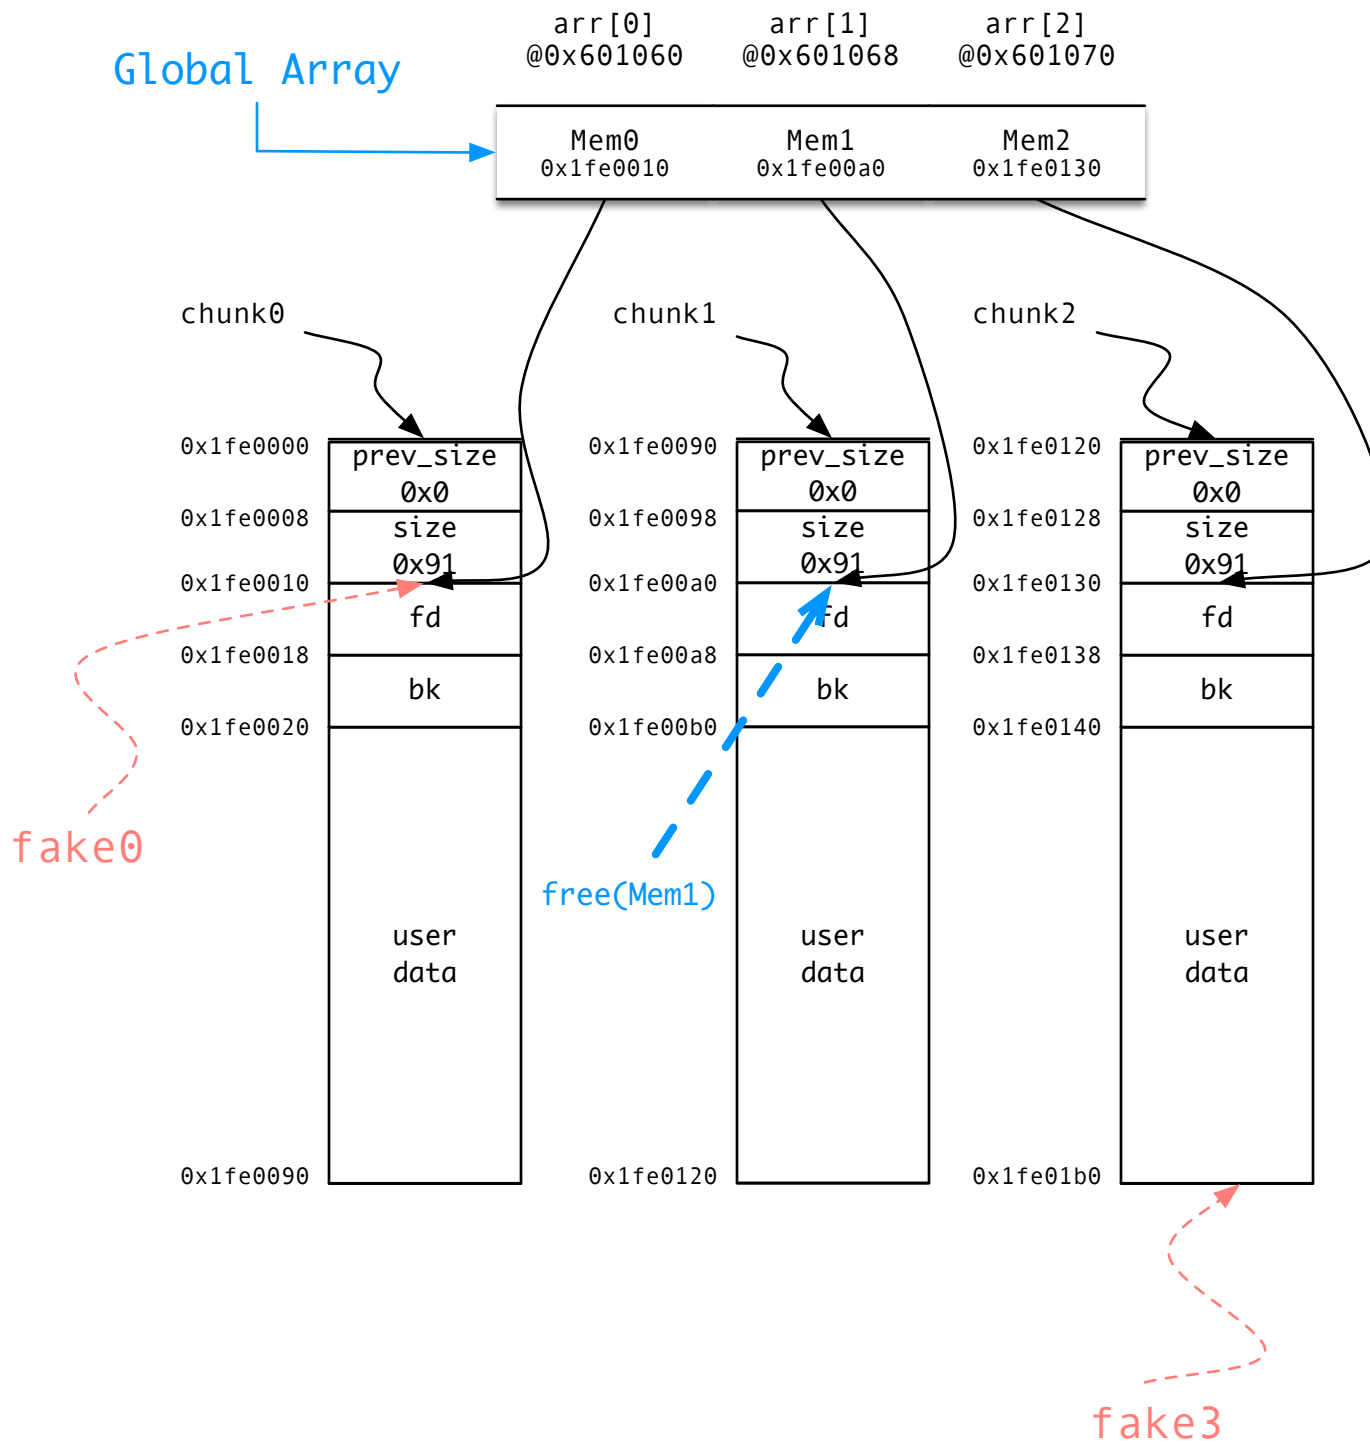 arr[0] arr[1] arr[2]
@0x601060 @0x601068 @0x601070
Global Array
Mem0 Mem1 Mem2
0x1fe0010 0x1fe00a0 0x1fe0130
chunk0 chunk1 chunk2
0x1fe0000 prev_size 0x1fe0090 prev_size 0x1fe0120 prev_size
0x0 0x0 0x0
0x1fe0008 size 0x1fe0098 size 0x1fe0128 size
0x91 0x91 0x91
0x1fe0010 0x1fe00a0 0x1fe0130
fd fd fd
0x1fe0018 0x1fe00a8 0x1fe0138
bk bk bk
0x1fe0020 0x1fe00b0 0x1fe0140
fake0
free(Mem1)
user user user
data data data
0x1fe0090 0x1fe0120 0x1fe01b0
fake3